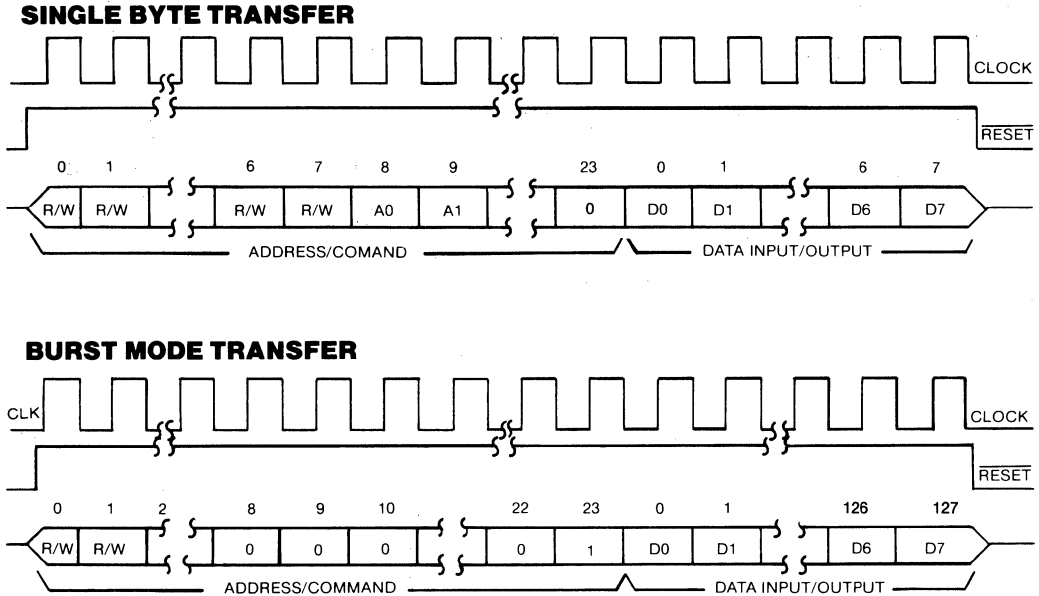 SINGLE BYTE TRANSFER
CLOCK
RESET
0 1 6 7 8 9 23 0 1 6 7
R/W R/W R/W R/W A0 A1 0 D0 D1 D6 D7
ADDRESS/COMAND DATA INPUT/OUTPUT
BURST MODE TRANSFER
CLK CLOCK
RESET
0 1 2 8 9 10 22 23 0 1 126 127
R/W R/W 0 0 0 0 1 D0 D1 D6 D7
ADDRESS/COMMAND DATA INPUT/OUTPUT